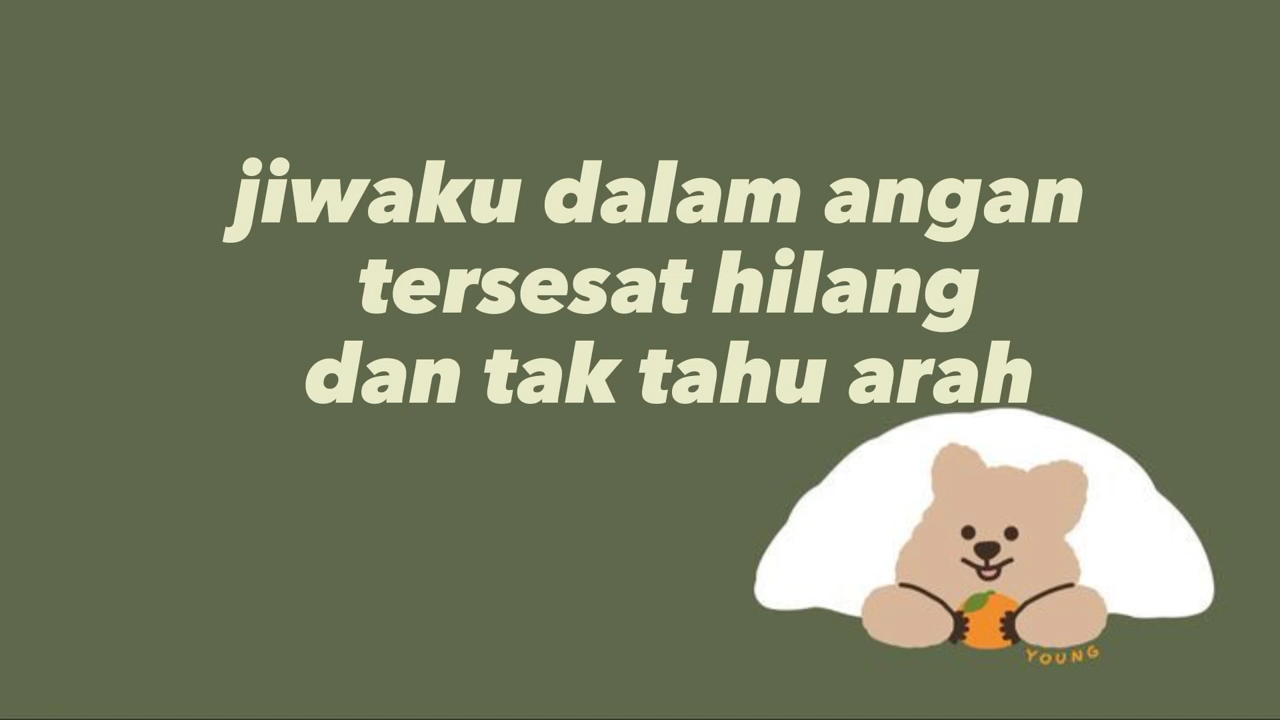 jiwaku dalam angan
tersesat hilang
dan tak tahu arah
YOUNG